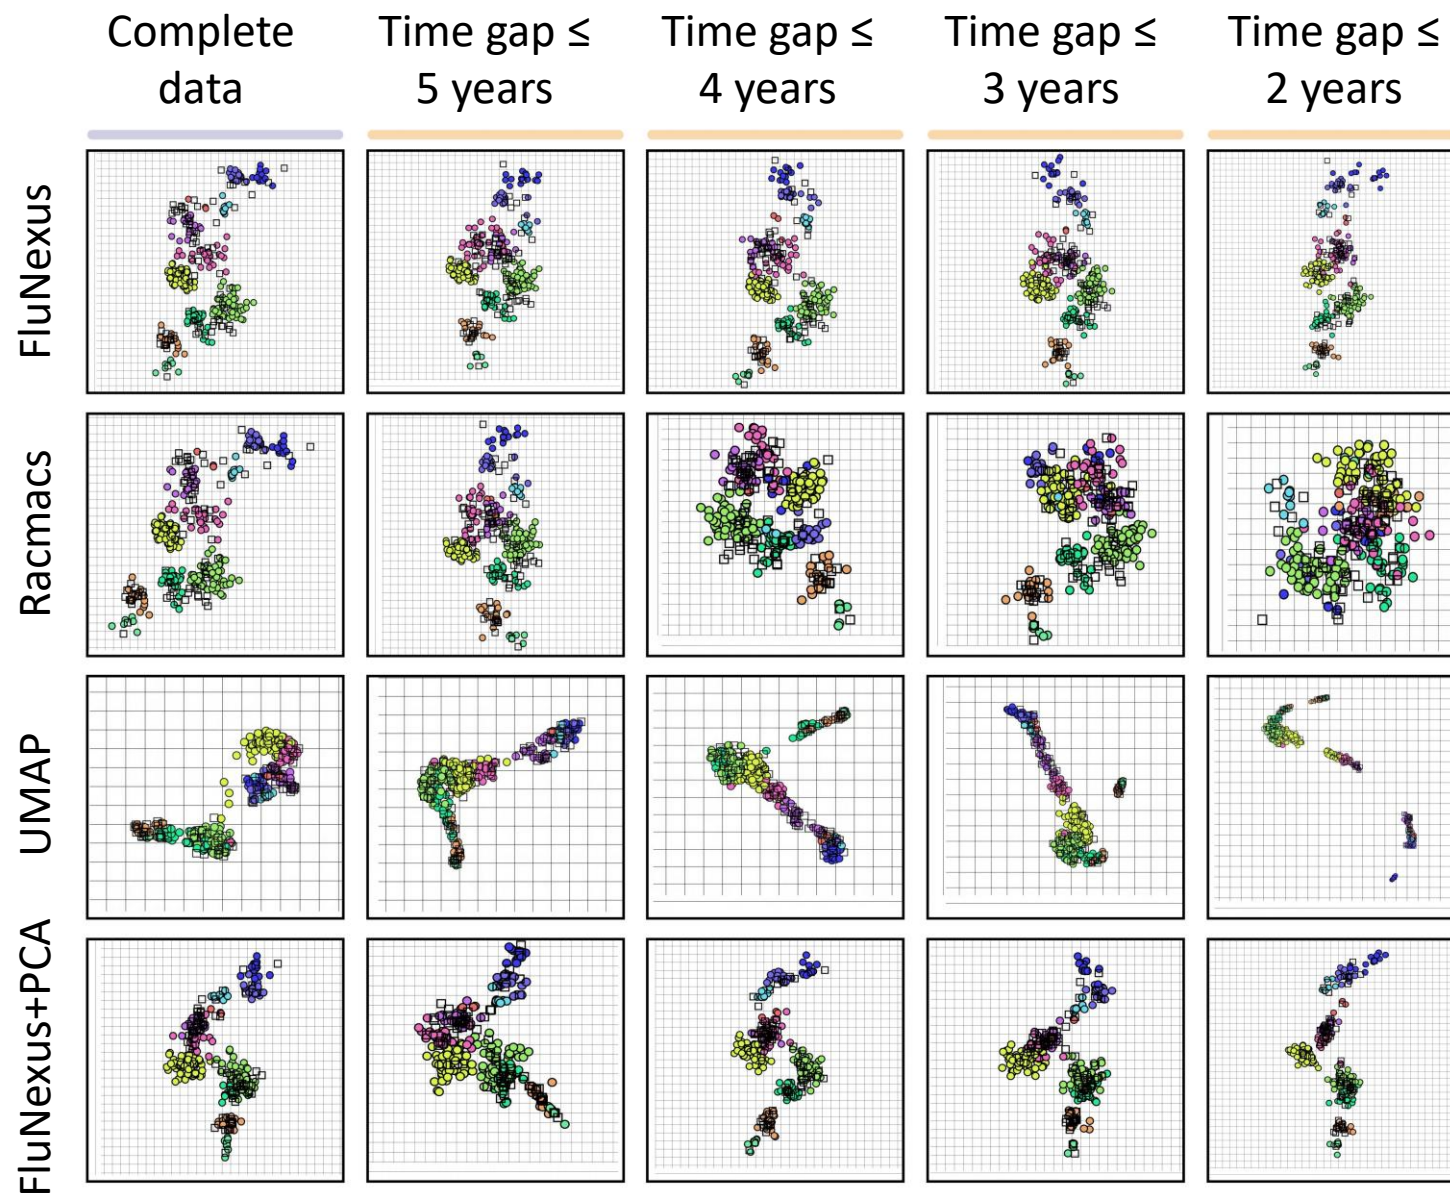 Complete data
Time gap ≤ 5 years
Time gap ≤ 4 years
Time gap ≤ 3 years
Time gap ≤ 2 years
FluNexus
Racmacs
UMAP
FluNexus+PCA